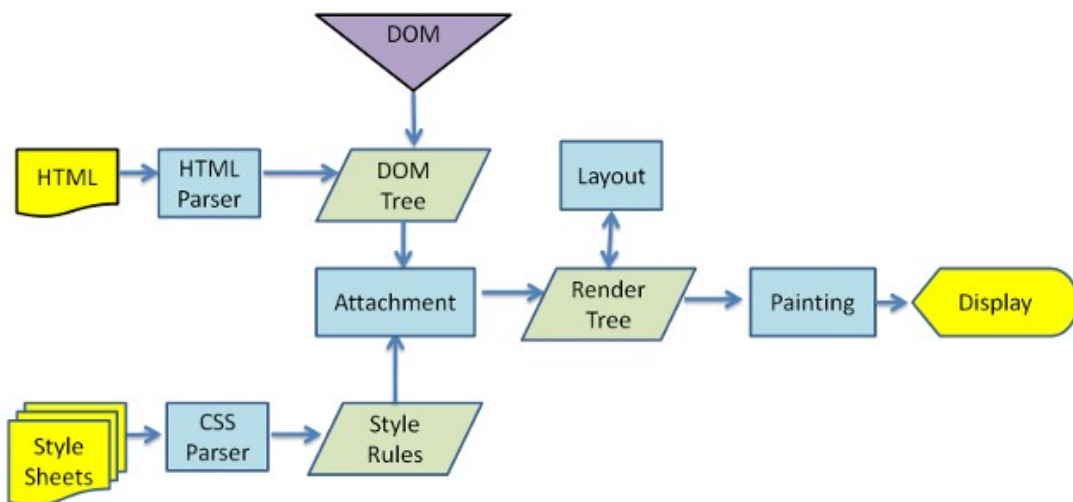 DOM
HTML
HTML
Parser
DOM
Tree
Layout
Attachment
Render
Tree
Painting
Display
Style
Sheets
CSS
Parser
Style
Rules